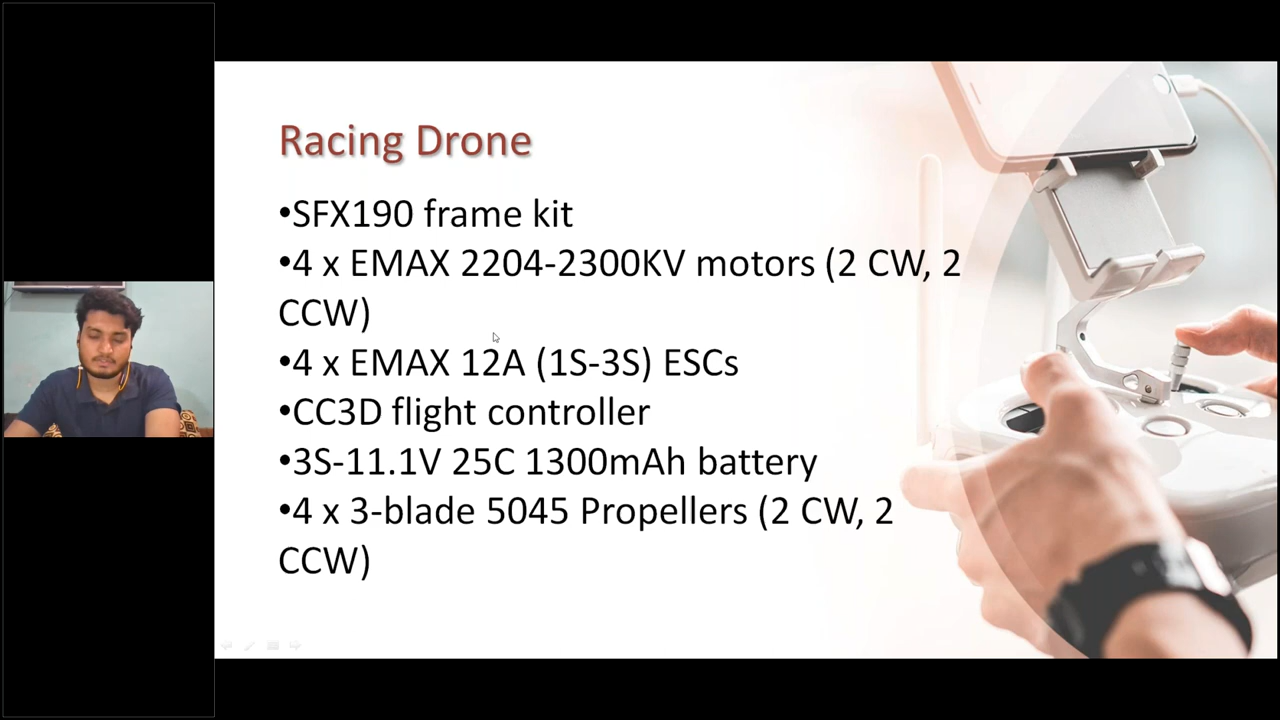 Racing Drone
•SFX190 frame kit
•4 x EMAX 2204-2300KV motors (2 CW, 2
CCW)
•4 x EMAX 12A (1S-3S) ESCs
•CC3D flight controller
•3S-11.1V 25C 1300mAh battery
•4 x 3-blade 5045 Propellers (2 CW, 2
CCW)